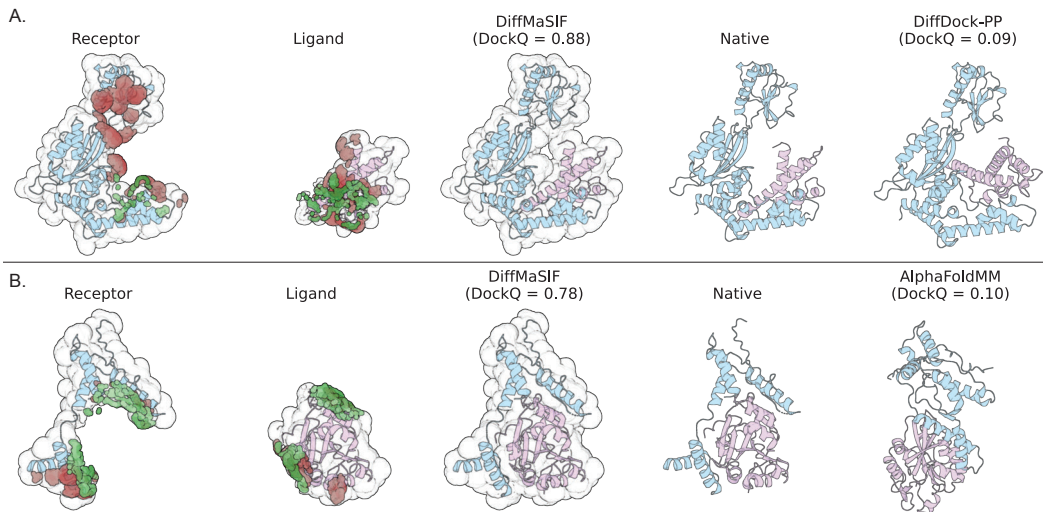 A.
Receptor
Ligand
DiffMaSIF
(DockQ = 0.88)
Native
DiffDock-PP
(DockQ = 0.09)
B.
Receptor
Ligand
DiffMaSIF
(DockQ = 0.78)
Native
AlphaFoldMM
(DockQ = 0.10)